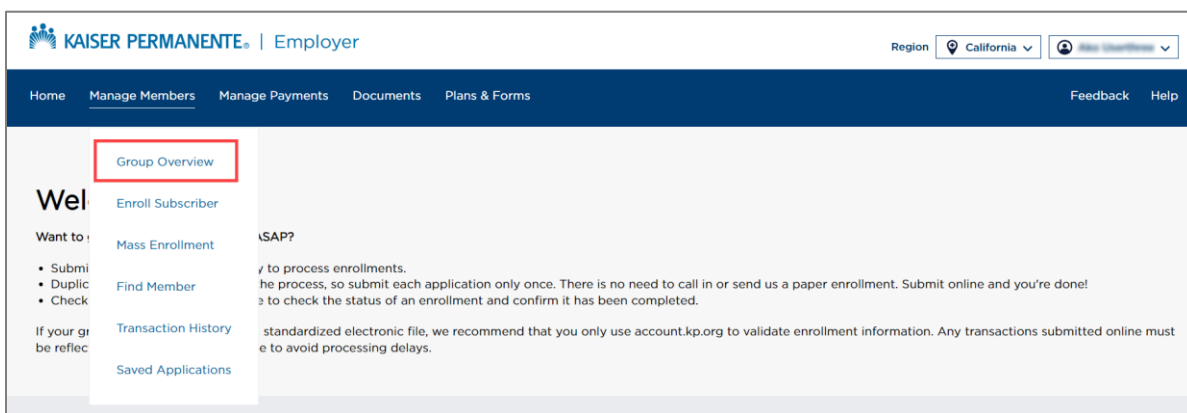 KAISER PERMANENTE® | Employer
Region California
Home Manage Members Manage Payments Documents Plans & Forms Feedback Help
Group Overview
Enroll Subscriber
Mass Enrollment
Find Member
Transaction History
Saved Applications
Wel
Want to ASAP?
• Submi y to process enrollments.
• Duplic he process, so submit each application only once. There is no need to call in or send us a paper enrollment. Submit online and you're done!
• Check e to check the status of an enrollment and confirm it has been completed.
If your gr standardized electronic file, we recommend that you only use account.kp.org to validate enrollment information. Any transactions submitted online must
be reflec e to avoid processing delays.